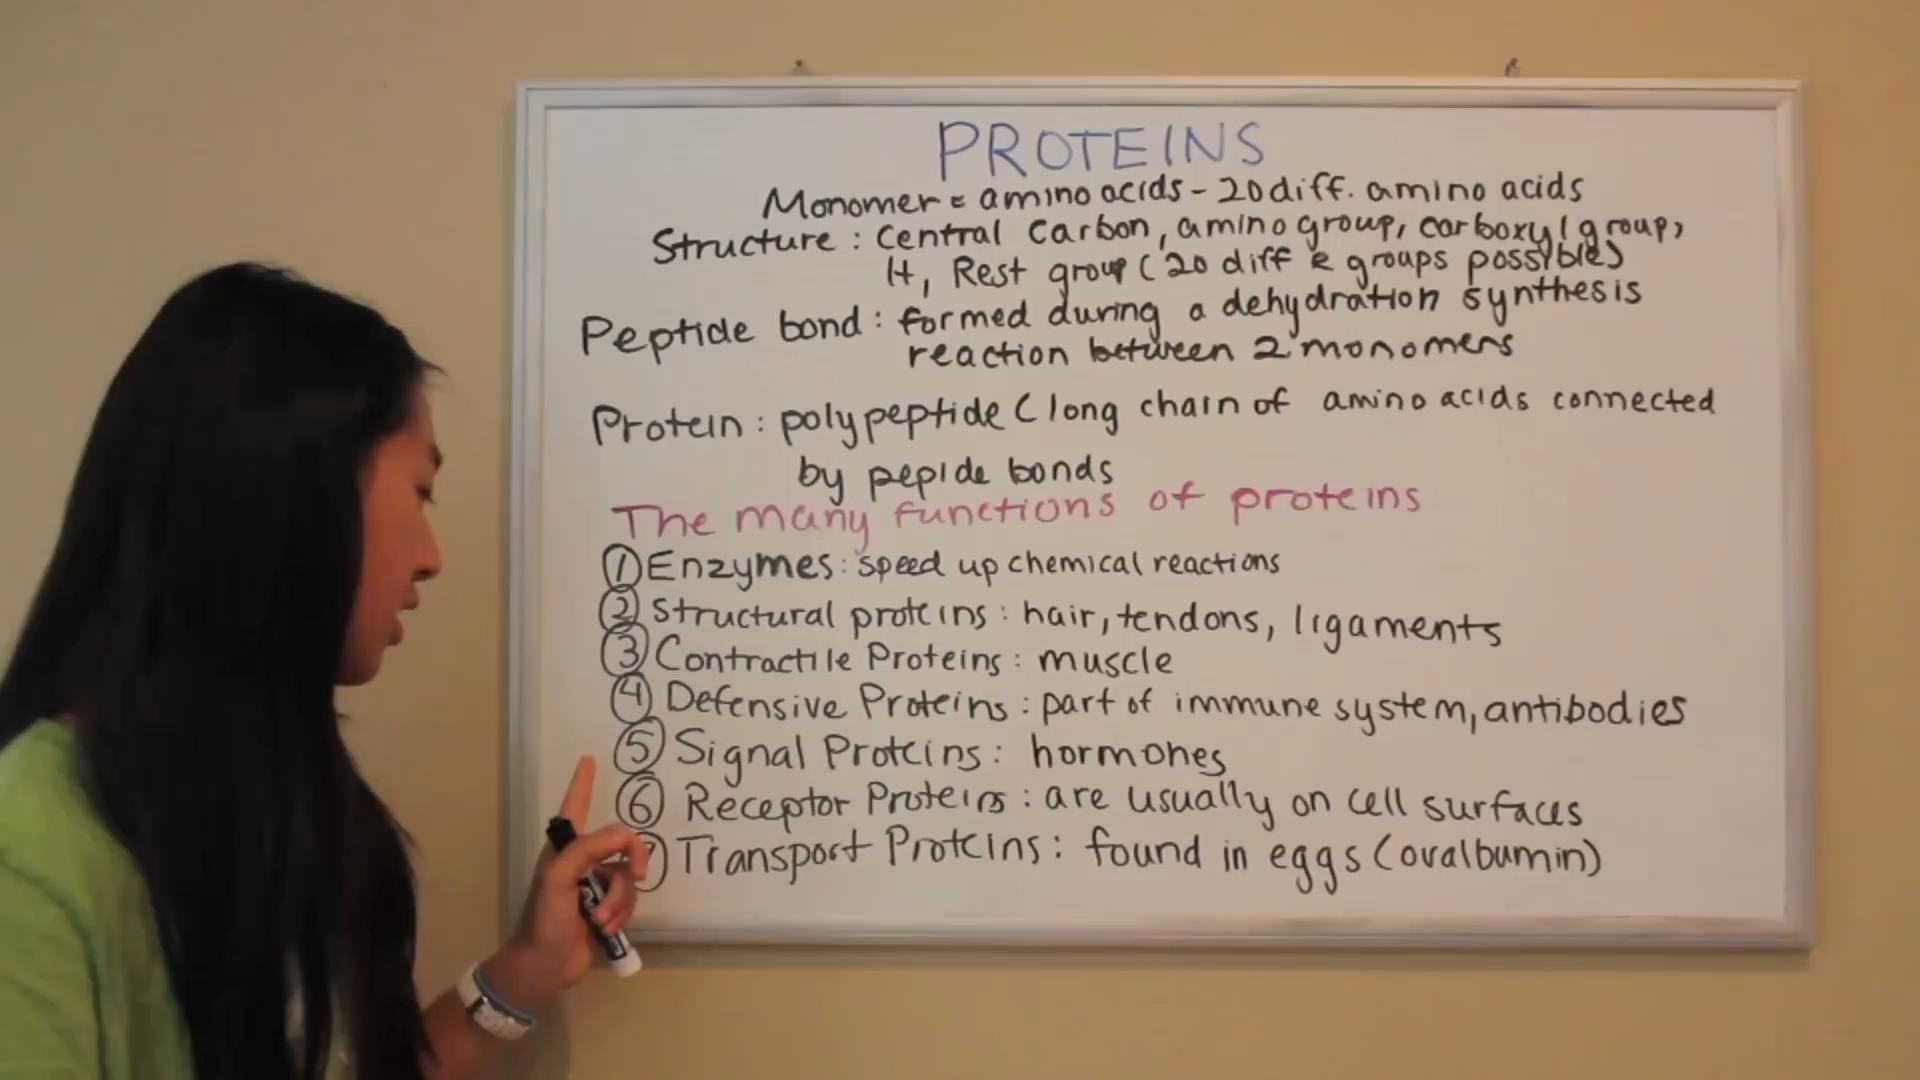 PROTEINS
Monomer = amino acids - 20 diff. amino acids
Structure : Central Carbon, amino group, carboxyl group,
H, Rest group ( 20 diff R groups possible)
Peptide bond : formed during a dehydration synthesis
reaction between 2 monomers
Protein : polypeptide ( long chain of amino acids connected
by pepide bonds
The many functions of proteins
① Enzymes : speed up chemical reactions
② Structural proteins : hair, tendons, ligaments
③ Contractile Proteins : muscle
④ Defensive Proteins : part of immune system, antibodies
⑤ Signal Proteins : hormones
⑥ Receptor Proteins : are usually on cell surfaces
Transport Proteins : found in eggs (ovalbumin)